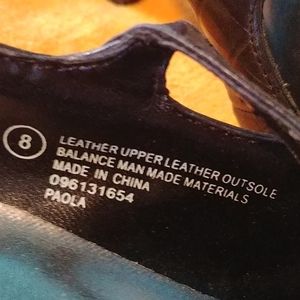 8
LEATHER UPPER LEATHER OUTSOLE
BALANCE MAN MADE MATERIALS
MADE IN CHINA
096131654
PAOLA